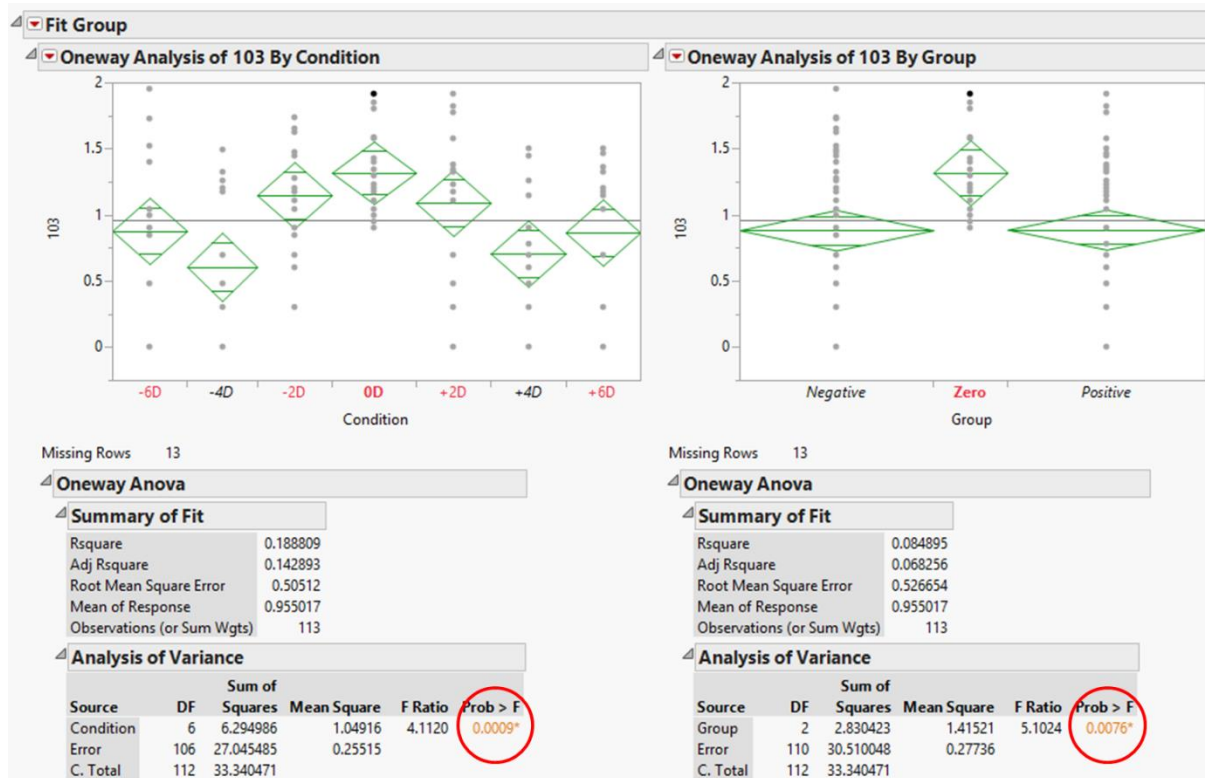 Fit Group
Oneway Analysis of 103 By Condition
2
1.5
1
0.5
0
103
-6D -4D -2D 0D +2D +4D +6D
Condition
Missing Rows 13
Oneway Anova
Summary of Fit
Rsquare 0.188809
Adj Rsquare 0.142893
Root Mean Square Error 0.50512
Mean of Response 0.955017
Observations (or Sum Wgts) 113
Analysis of Variance
Sum of
Source DF Squares Mean Square F Ratio Prob > F
Condition 6 6.294986 1.04916 4.1120 0.0009*
Error 106 27.045485 0.25515
C. Total 112 33.340471
Oneway Analysis of 103 By Group
2
1.5
1
0.5
0
103
Negative Zero Positive
Group
Missing Rows 13
Oneway Anova
Summary of Fit
Rsquare 0.084895
Adj Rsquare 0.068256
Root Mean Square Error 0.526654
Mean of Response 0.955017
Observations (or Sum Wgts) 113
Analysis of Variance
Sum of
Source DF Squares Mean Square F Ratio Prob > F
Group 2 2.830423 1.41521 5.1024 0.0076*
Error 110 30.510048 0.27736
C. Total 112 33.340471